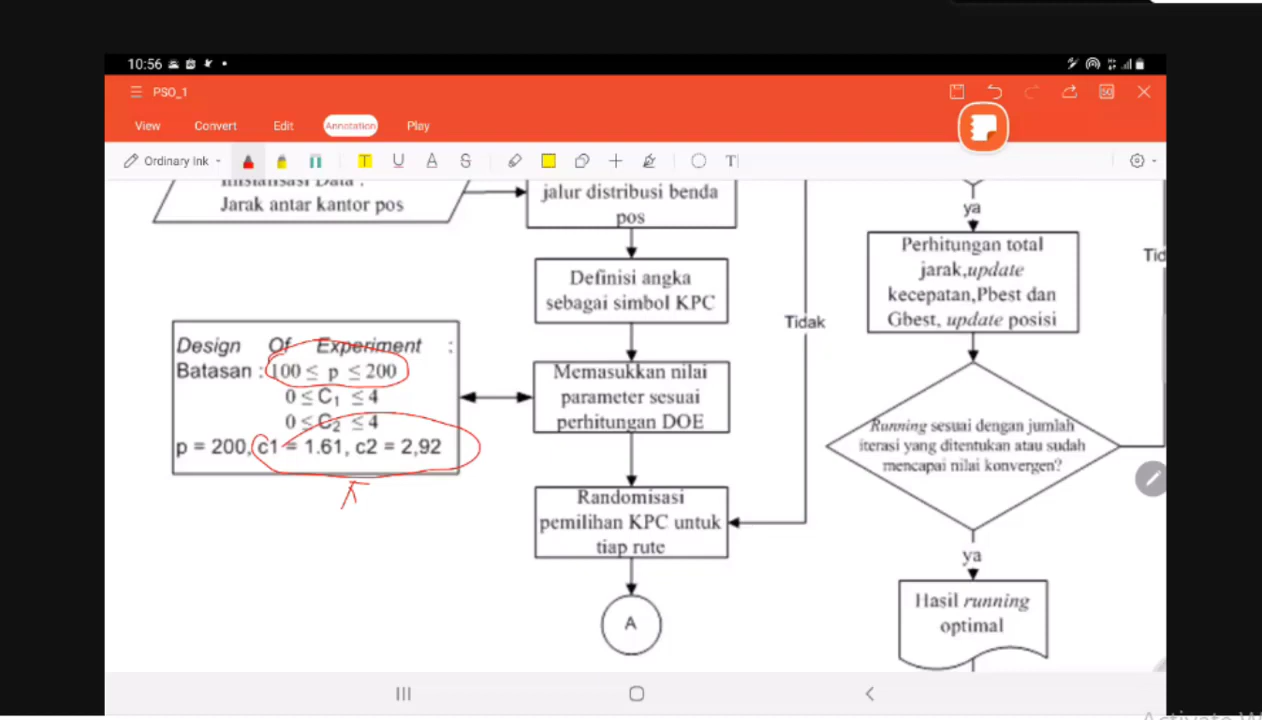 10:56
PSO_1
View Convert Edit Annotation Play
Ordinary Ink
Inisialisasi Data :
Jarak antar kantor pos
jalur distribusi benda
pos
Definisi angka
sebagai simbol KPC
Design Of Experiment :
Batasan : 100 ≤ p ≤ 200
0 ≤ C1 ≤ 4
0 ≤ C2 ≤ 4
p = 200, c1 = 1.61, c2 = 2,92
Memasukkan nilai
parameter sesuai
perhitungan DOE
Randomisasi
pemilihan KPC untuk
tiap rute
A
Tidak
ya
Perhitungan total
jarak,update
kecepatan,Pbest dan
Gbest, update posisi
Tid
Running sesuai dengan jumlah
iterasi yang ditentukan atau sudah
mencapai nilai konvergen?
ya
Hasil running
optimal